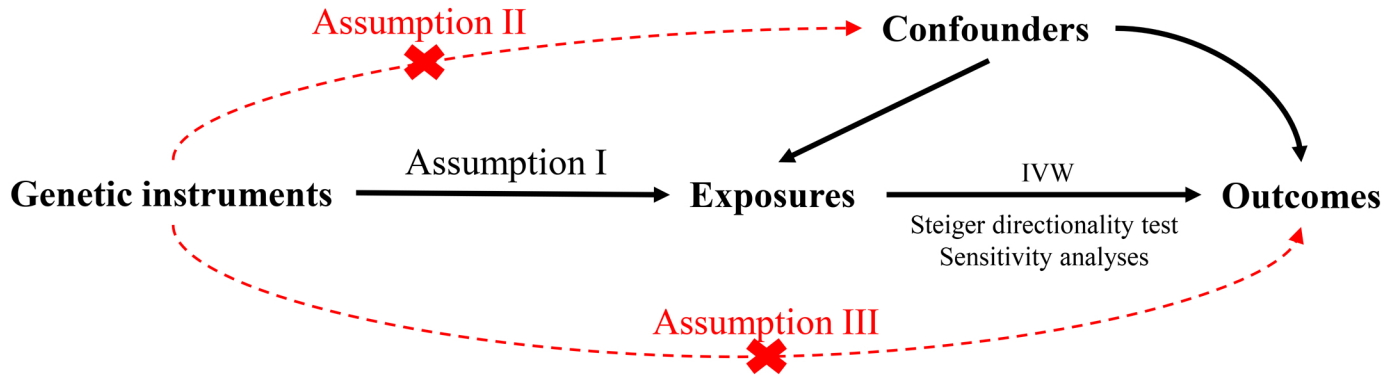 Assumption II
Confounders
Assumption I
IVW
Genetic instruments
Exposures
Outcomes
Steiger directionality test
Sensitivity analyses
Assumption III